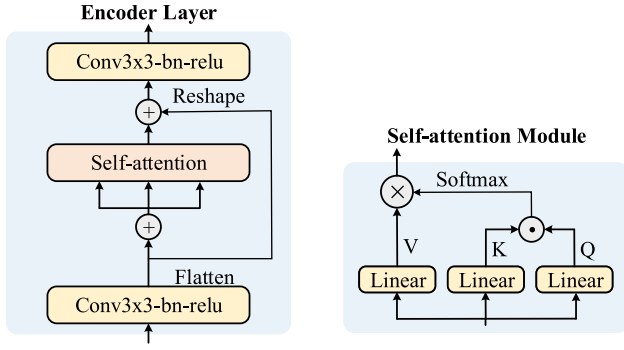 Encoder Layer
Conv3x3-bn-relu
Reshape
+
Self-attention
+
Flatten
Conv3x3-bn-relu
Self-attention Module
×
Softmax
V
K
Q
Linear
Linear
Linear